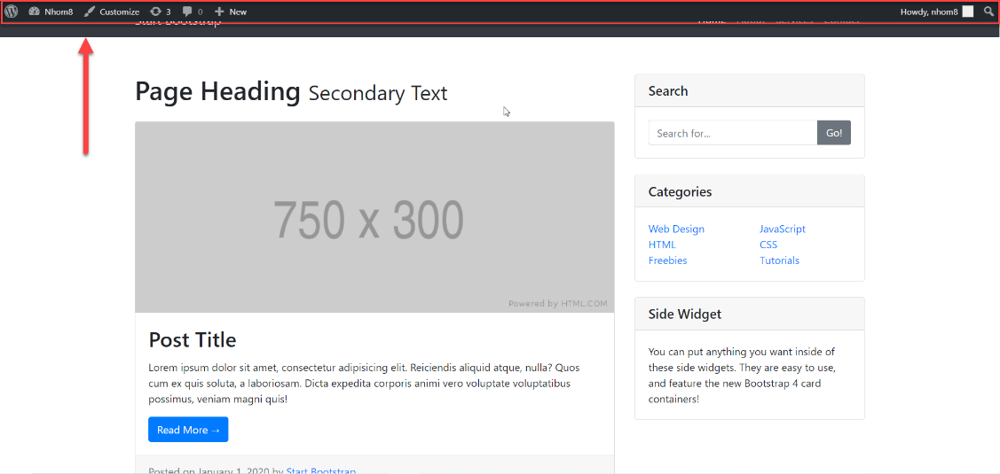 Nhom8 Customize 3 0 New Howdy, nhom8
Start Bootstrap Home About Services Contact
Page Heading Secondary Text
750 x 300
Powered by HTML.COM
Post Title
Lorem ipsum dolor sit amet, consectetur adipisicing elit. Reiciendis aliquid atque, nulla? Quos
cum ex quis soluta, a laboriosam. Dicta expedita corporis animi vero voluptate voluptatibus
possimus, veniam magni quis!
Read More →
Posted on January 1, 2020 by Start Bootstrap
Search
Search for... Go!
Categories
Web Design JavaScript
HTML CSS
Freebies Tutorials
Side Widget
You can put anything you want inside of
these side widgets. They are easy to use,
and feature the new Bootstrap 4 card
containers!